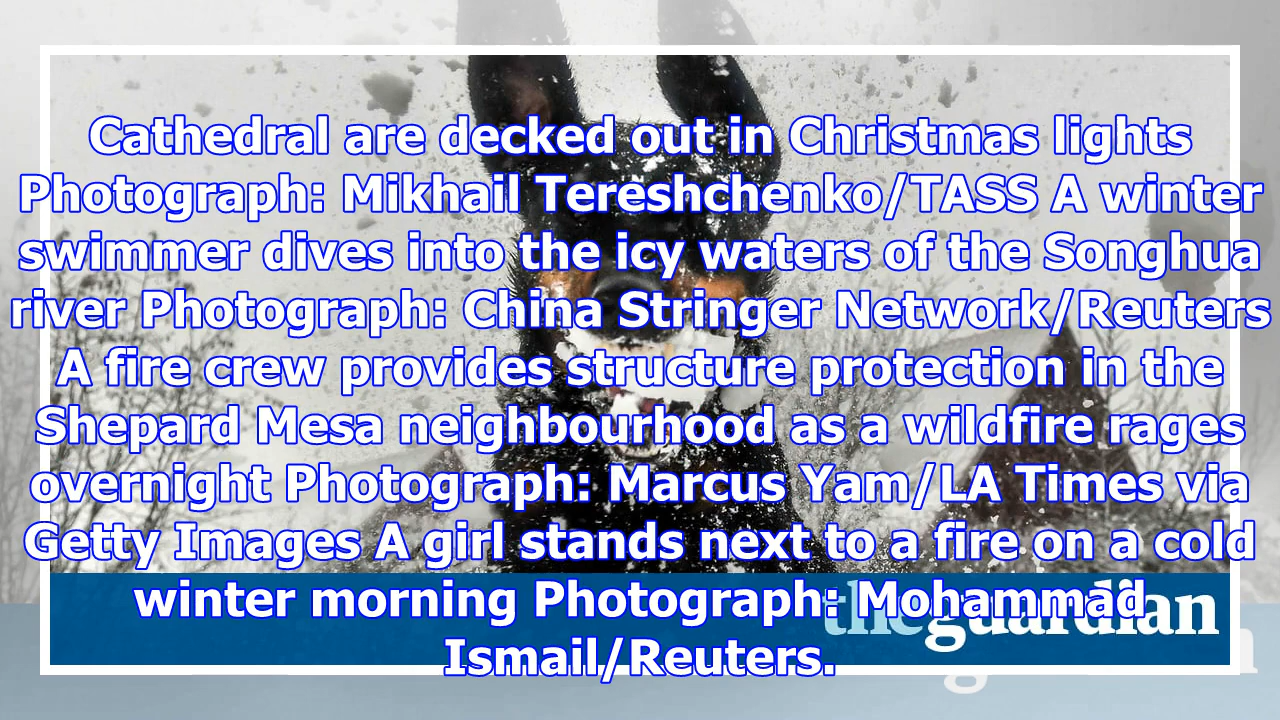 Cathedral are decked out in Christmas lights
Photograph: Mikhail Tereshchenko/TASS A winter
swimmer dives into the icy waters of the Songhua
river Photograph: China Stringer Network/Reuters
A fire crew provides structure protection in the
Shepard Mesa neighbourhood as a wildfire rages
overnight Photograph: Marcus Yam/LA Times via
Getty Images A girl stands next to a fire on a cold
winter morning Photograph: Mohammad
Ismail/Reuters.
theguardian